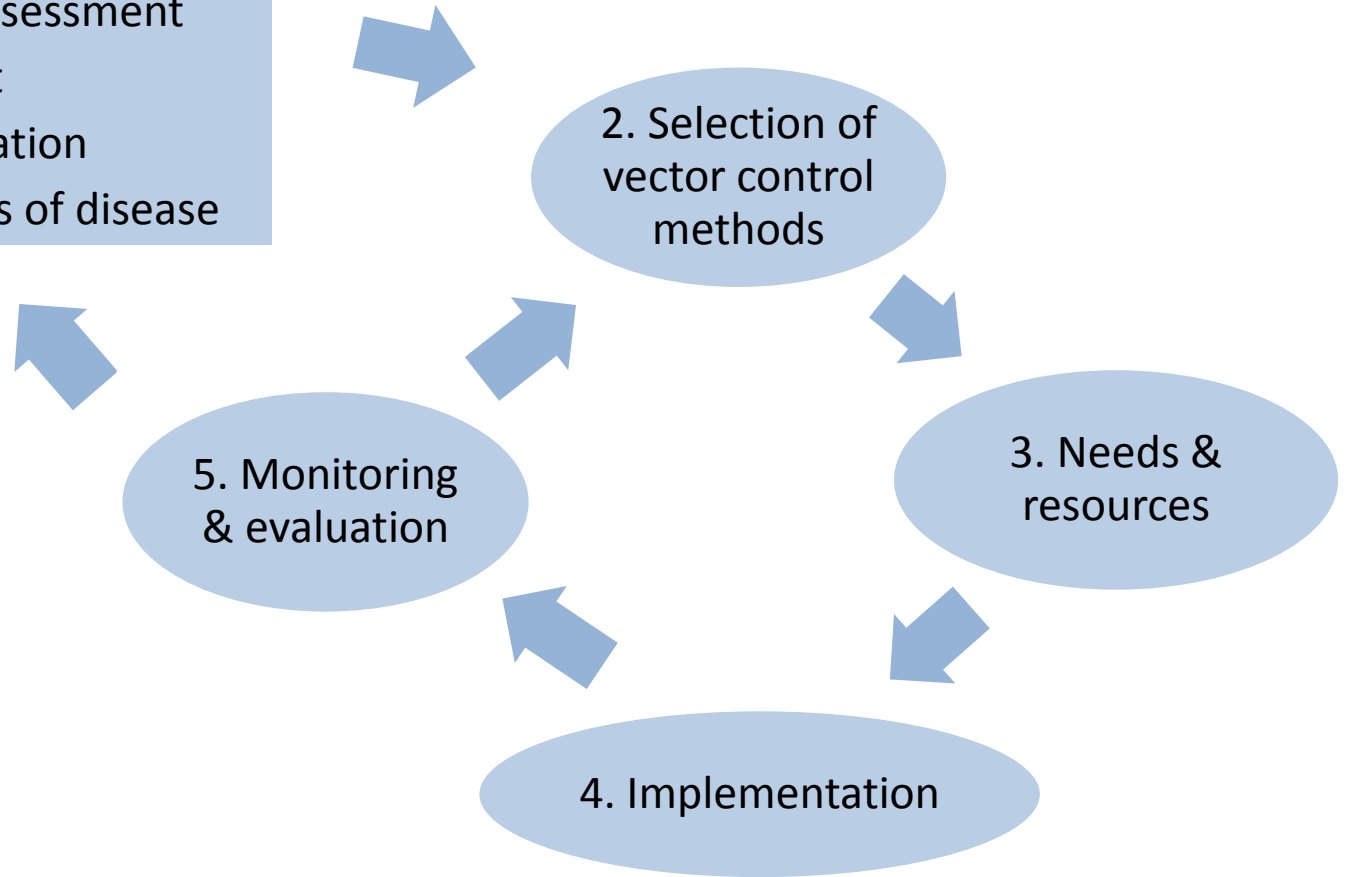 sessment
ation
s of disease
2. Selection of
vector control
methods
3. Needs &
resources
5. Monitoring
& evaluation
4. Implementation